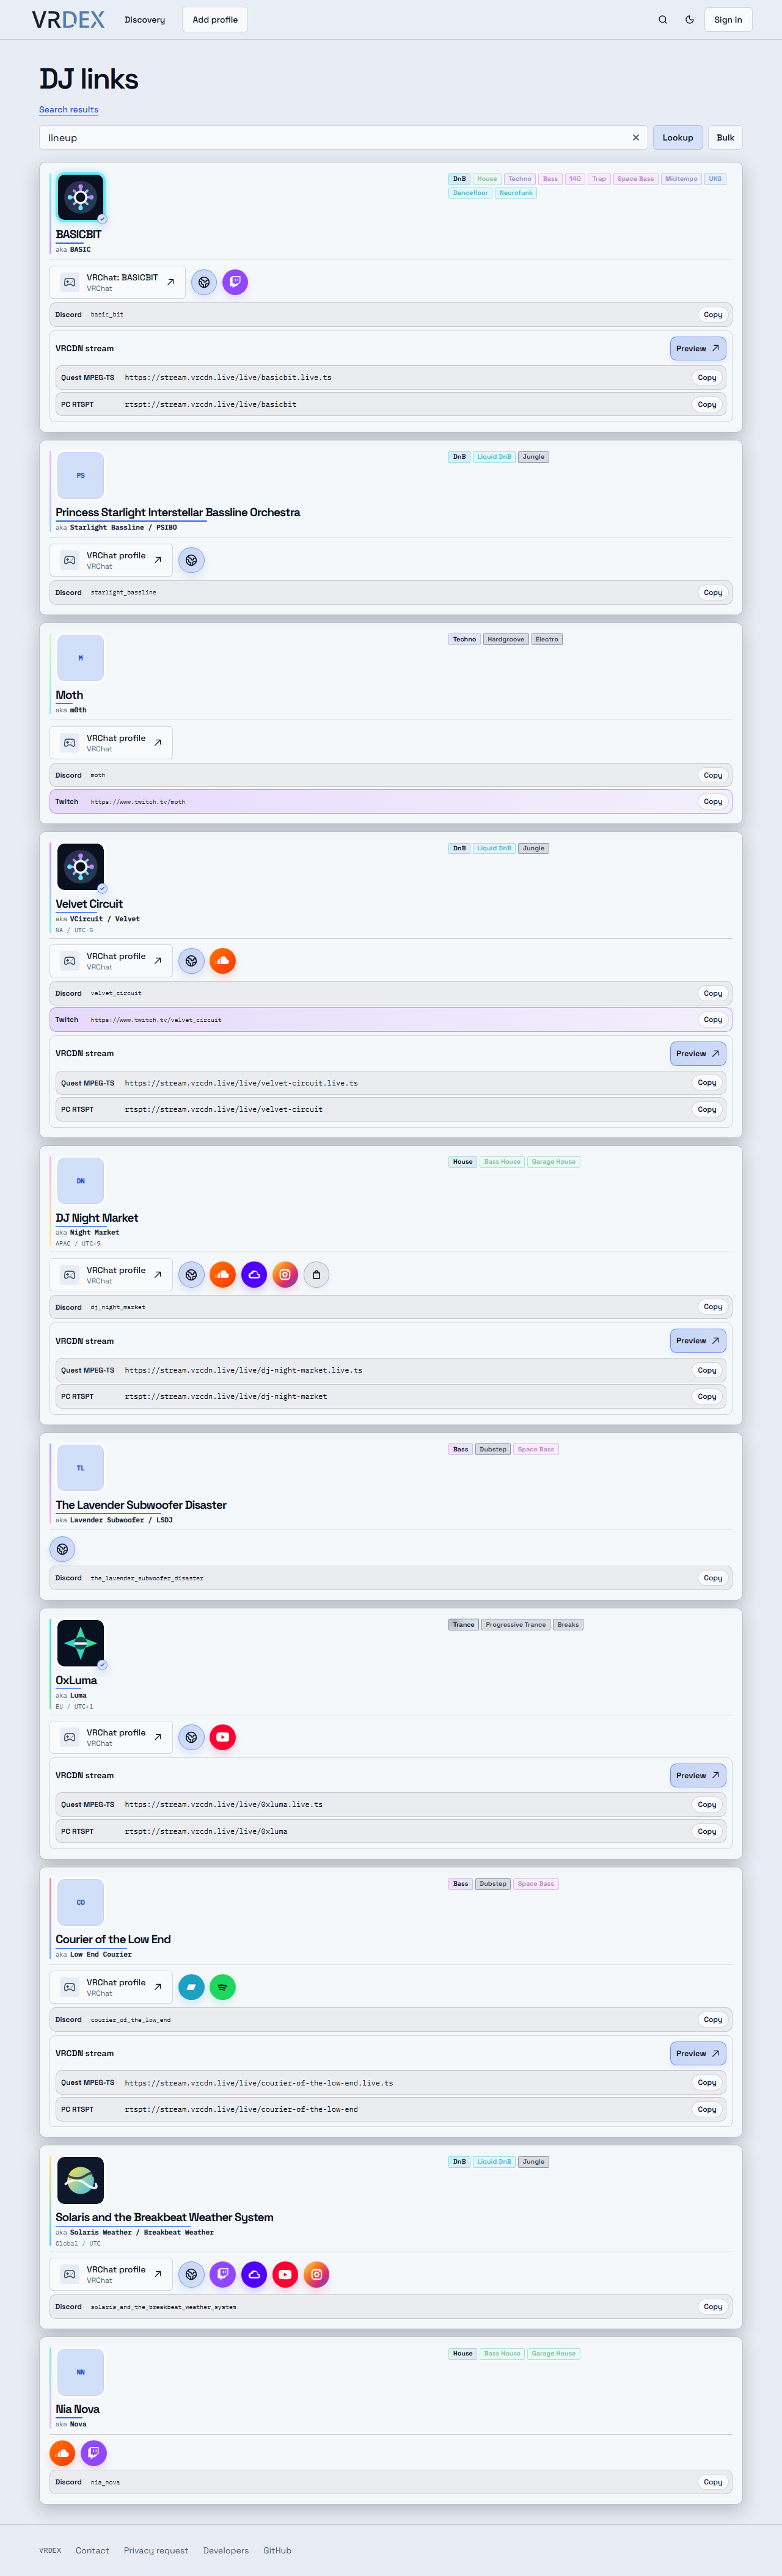 VRDEX
Discovery
Add profile
Sign in
DJ links
Search results
lineup
Lookup
Bulk
DnB House Techno Bass 140 Trap Space Bass Midtempo UKG
Dancefloor Neurofunk
BASICBIT
aka BASIC
VRChat: BASICBIT
VRChat
Discord basic_bit Copy
VRCDN stream Preview
Quest MPEG-TS https://stream.vrcdn.live/live/basicbit.live.ts Copy
PC RTSPT rtspt://stream.vrcdn.live/live/basicbit Copy
PS
DnB Liquid DnB Jungle
Princess Starlight Interstellar Bassline Orchestra
aka Starlight Bassline / PSIBO
VRChat profile
VRChat
Discord starlight_bassline Copy
M
Techno Hardgroove Electro
Moth
aka m0th
VRChat profile
VRChat
Discord moth Copy
Twitch https://www.twitch.tv/moth Copy
DnB Liquid DnB Jungle
Velvet Circuit
aka VCircuit / Velvet
NA / UTC-5
VRChat profile
VRChat
Discord velvet_circuit Copy
Twitch https://www.twitch.tv/velvet_circuit Copy
VRCDN stream Preview
Quest MPEG-TS https://stream.vrcdn.live/live/velvet-circuit.live.ts Copy
PC RTSPT rtspt://stream.vrcdn.live/live/velvet-circuit Copy
DN
House Bass House Garage House
DJ Night Market
aka Night Market
APAC / UTC+9
VRChat profile
VRChat
Discord dj_night_market Copy
VRCDN stream Preview
Quest MPEG-TS https://stream.vrcdn.live/live/dj-night-market.live.ts Copy
PC RTSPT rtspt://stream.vrcdn.live/live/dj-night-market Copy
TL
Bass Dubstep Space Bass
The Lavender Subwoofer Disaster
aka Lavender Subwoofer / LSDJ
Discord the_lavender_subwoofer_disaster Copy
Trance Progressive Trance Breaks
0xLuma
aka Luma
EU / UTC+1
VRChat profile
VRChat
VRCDN stream Preview
Quest MPEG-TS https://stream.vrcdn.live/live/0xluma.live.ts Copy
PC RTSPT rtspt://stream.vrcdn.live/live/0xluma Copy
CO
Bass Dubstep Space Bass
Courier of the Low End
aka Low End Courier
VRChat profile
VRChat
Discord courier_of_the_low_end Copy
VRCDN stream Preview
Quest MPEG-TS https://stream.vrcdn.live/live/courier-of-the-low-end.live.ts Copy
PC RTSPT rtspt://stream.vrcdn.live/live/courier-of-the-low-end Copy
DnB Liquid DnB Jungle
Solaris and the Breakbeat Weather System
aka Solaris Weather / Breakbeat Weather
Global / UTC
VRChat profile
VRChat
Discord solaris_and_the_breakbeat_weather_system Copy
NN
House Bass House Garage House
Nia Nova
aka Nova
Discord nia_nova Copy
VRDEX Contact Privacy request Developers GitHub